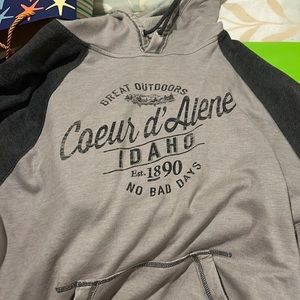 GREAT OUTDOORS
Coeur d'Alene
IDAHO
Est. 1890
NO BAD DAYS